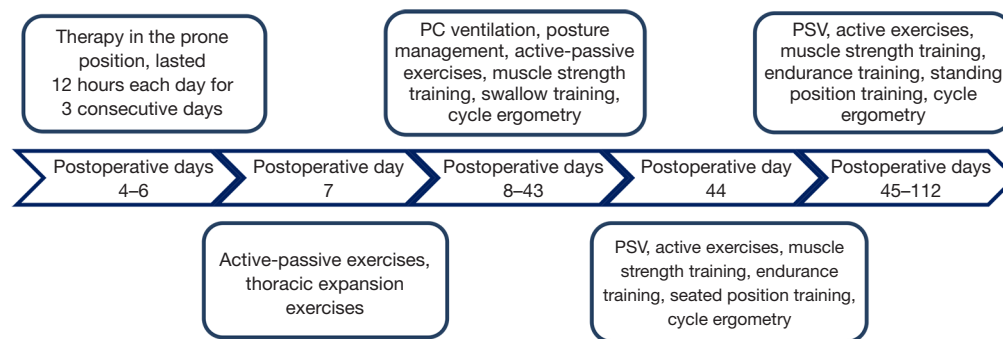 Therapy in the prone
position, lasted
12 hours each day for
3 consecutive days
PC ventilation, posture
management, active-passive
exercises, muscle strength
training, swallow training,
cycle ergometry
PSV, active exercises,
muscle strength training,
endurance training, standing
position training, cycle
ergometry
Postoperative days
4–6
Postoperative day
7
Postoperative days
8–43
Postoperative day
44
Postoperative days
45–112
Active-passive exercises,
thoracic expansion
exercises
PSV, active exercises, muscle
strength training, endurance
training, seated position training,
cycle ergometry